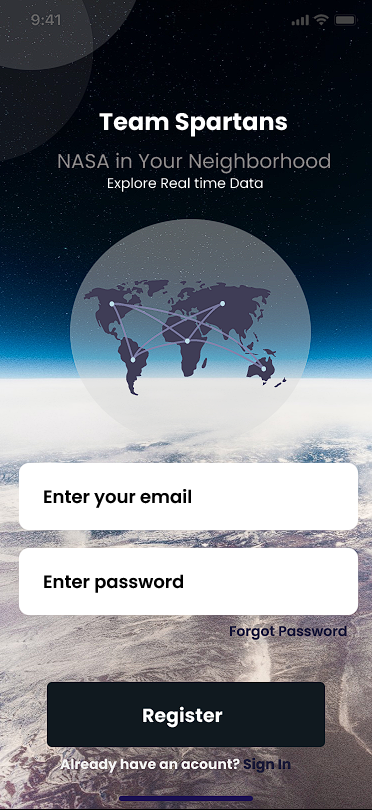 9:41
Team Spartans
NASA in Your Neighborhood
Explore Real time Data
Enter your email
Enter password
Forgot Password
Register
Already have an acount? Sign In